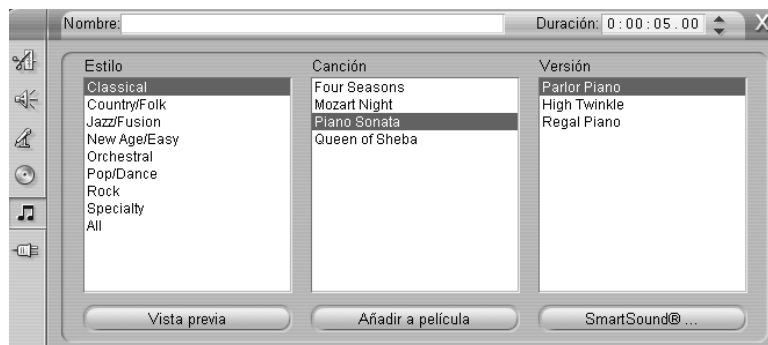 Nombre:
Duración: 0:00:05.00
X
Estilo
Classical
Country/Folk
Jazz/Fusion
New Age/Easy
Orchestral
Pop/Dance
Rock
Specialty
All
Canción
Four Seasons
Mozart Night
Piano Sonata
Queen of Sheba
Versión
Parlor Piano
High Twinkle
Regal Piano
Vista previa
Añadir a película
SmartSound® ...